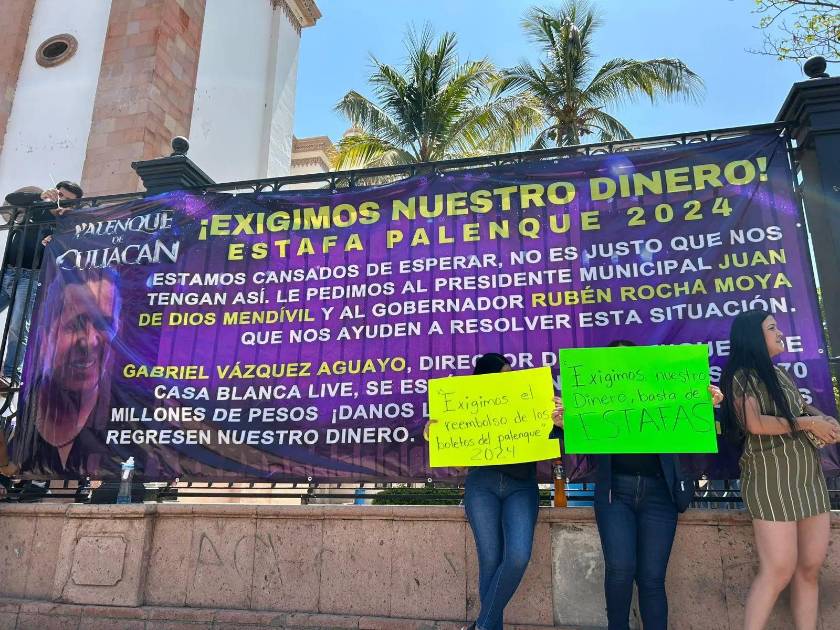 PALENQUE
DE
CULIACÁN
¡EXIGIMOS NUESTRO DINERO!
ESTAFA PALENQUE 2024
ESTAMOS CANSADOS DE ESPERAR, NO ES JUSTO QUE NOS
TENGAN ASÍ. LE PEDIMOS AL PRESIDENTE MUNICIPAL JUAN
DE DIOS MENDÍVIL Y AL GOBERNADOR RUBÉN ROCHA MOYA
QUE NOS AYUDEN A RESOLVER ESTA SITUACIÓN.
GABRIEL VÁZQUEZ AGUAYO, DIRECTOR
CASA BLANCA LIVE, SE 70
MILLONES DE PESOS ¡DANOS
REGRESEN NUESTRO DINERO.
"Exigimos el
reembolso de los
boletos del palenque"
2024
Exigimos nuestro
Dinero, basta de
ESTAFAS